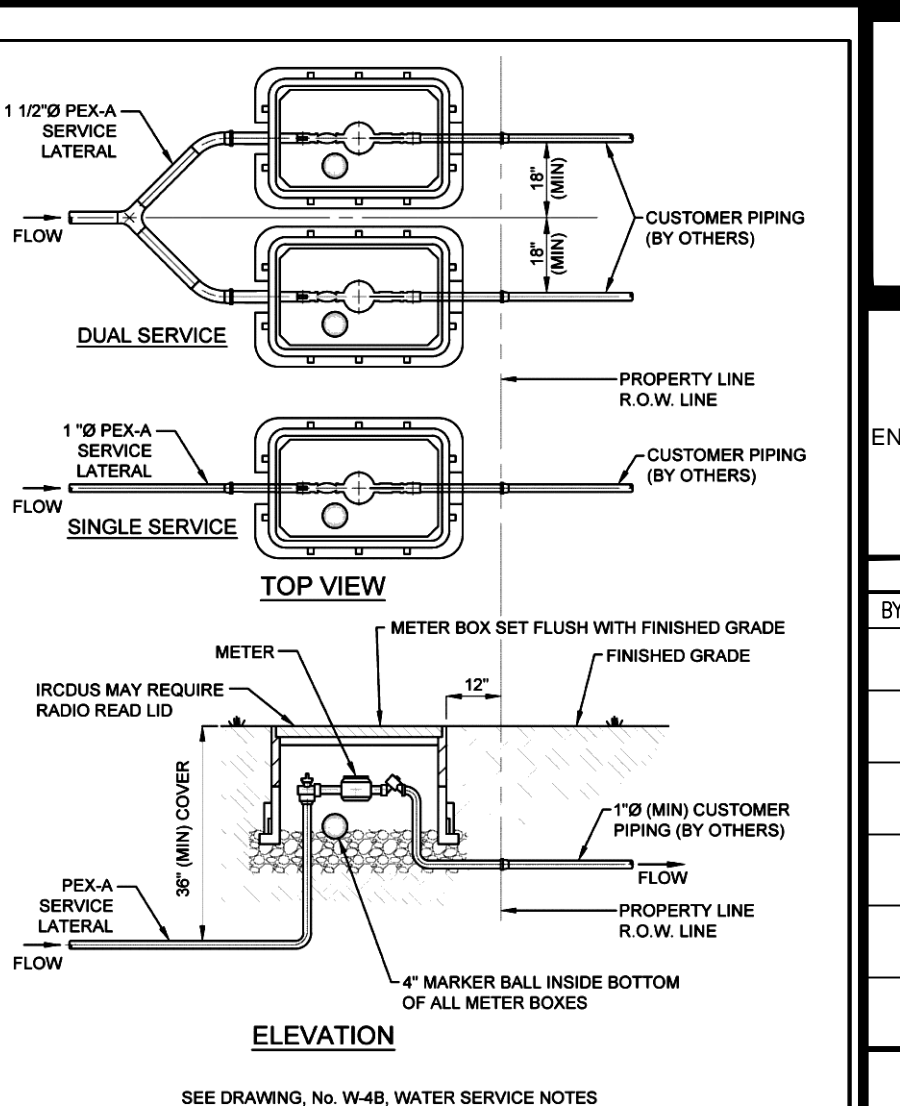 1 1/2"Ø PEX-A
SERVICE
LATERAL
FLOW
18"
(MIN)
18"
(MIN)
CUSTOMER PIPING
(BY OTHERS)
DUAL SERVICE
PROPERTY LINE
R.O.W. LINE
1 "Ø PEX-A
SERVICE
LATERAL
FLOW
CUSTOMER PIPING
(BY OTHERS)
SINGLE SERVICE
TOP VIEW
METER BOX SET FLUSH WITH FINISHED GRADE
METER
FINISHED GRADE
IRCDUS MAY REQUIRE
RADIO READ LID
12"
36" (MIN) COVER
1"Ø (MIN) CUSTOMER
PIPING (BY OTHERS)
FLOW
PEX-A
SERVICE
LATERAL
FLOW
PROPERTY LINE
R.O.W. LINE
4" MARKER BALL INSIDE BOTTOM
OF ALL METER BOXES
ELEVATION
SEE DRAWING, No. W-4B, WATER SERVICE NOTES
EN
BY